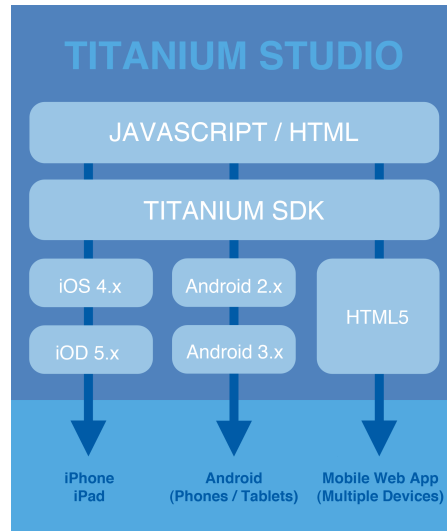 TITANIUM STUDIO
JAVASCRIPT / HTML
TITANIUM SDK
iOS 4.x
Android 2.x
HTML5
iOD 5.x
Android 3.x
iPhone
iPad
Android
(Phones / Tablets)
Mobile Web App
(Multiple Devices)